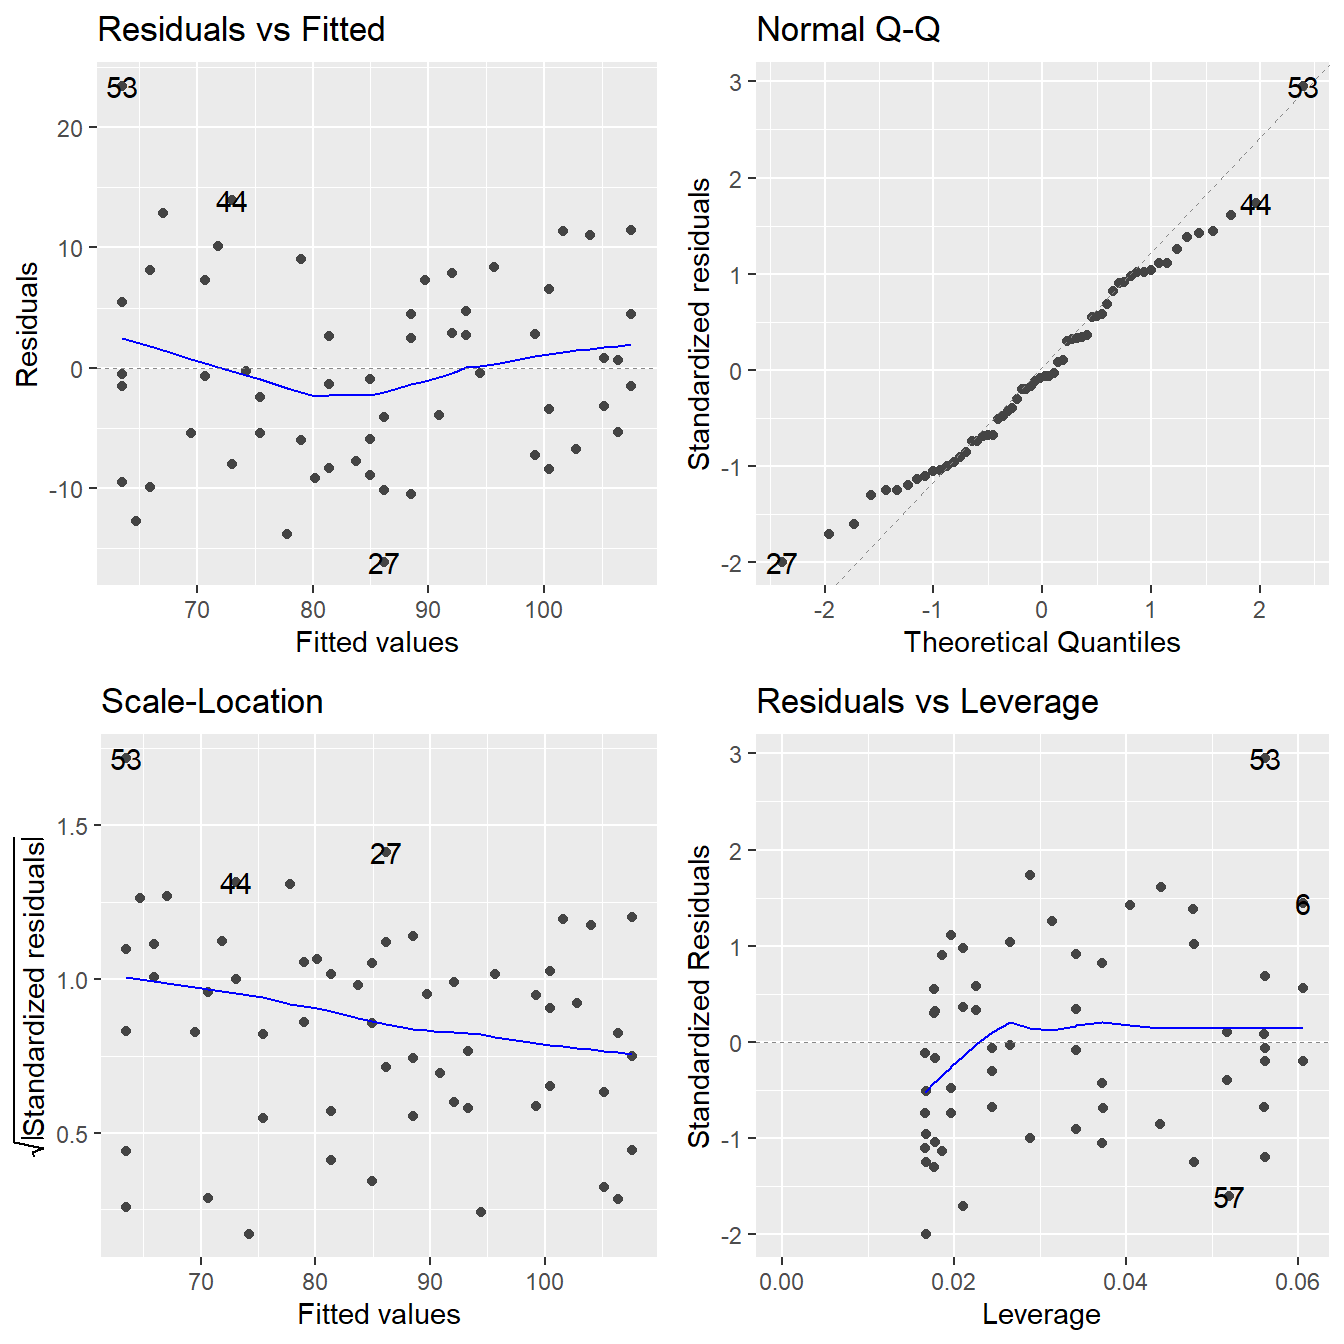 Residuals vs Fitted
53
44
27
20
10
0
-10
70 80 90 100
Fitted values
Residuals
Normal Q-Q
53
44
27
3
2
1
0
-1
-2
-2 -1 0 1 2
Theoretical Quantiles
Standardized residuals
Scale-Location
53
27
44
1.5
1.0
0.5
70 80 90 100
Fitted values
√|Standardized residuals|
Residuals vs Leverage
53
6
57
3
2
1
0
-1
-2
0.00 0.02 0.04 0.06
Leverage
Standardized Residuals